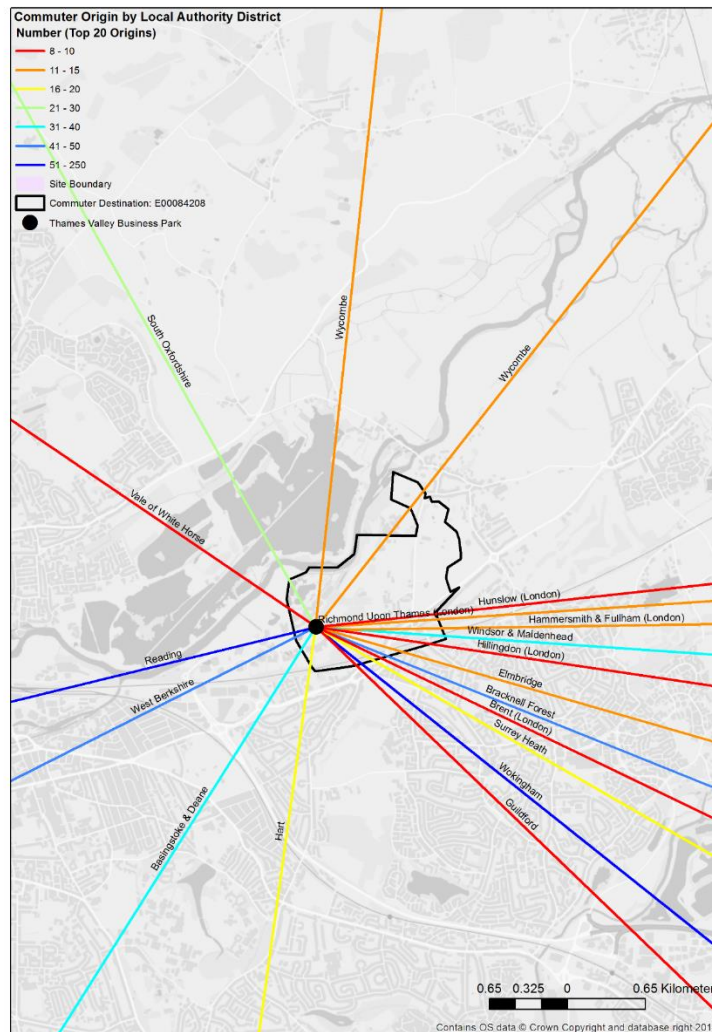 Commuter Origin by Local Authority District
Number (Top 20 Origins)
8 - 10
11 - 15
16 - 20
21 - 30
31 - 40
41 - 50
51 - 250
Site Boundary
Commuter Destination: E00084208
Thames Valley Business Park
Wycombe
Wycombe
South Oxfordshire
Vale of White Horse
Hunslow (London)
Richmond Upon Thames (London)
Hammersmith & Fullham (London)
Windsor & Maidenhead
Hillingdon (London)
Reading
Elmbridge
West Berkshire
Bracknell Forest
Brent (London)
Surrey Heath
Wokingham
Guildford
Basingstoke & Deane
Hart
0.65 0.325 0 0.65 Kilometer
Contains OS data © Crown Copyright and database right 201